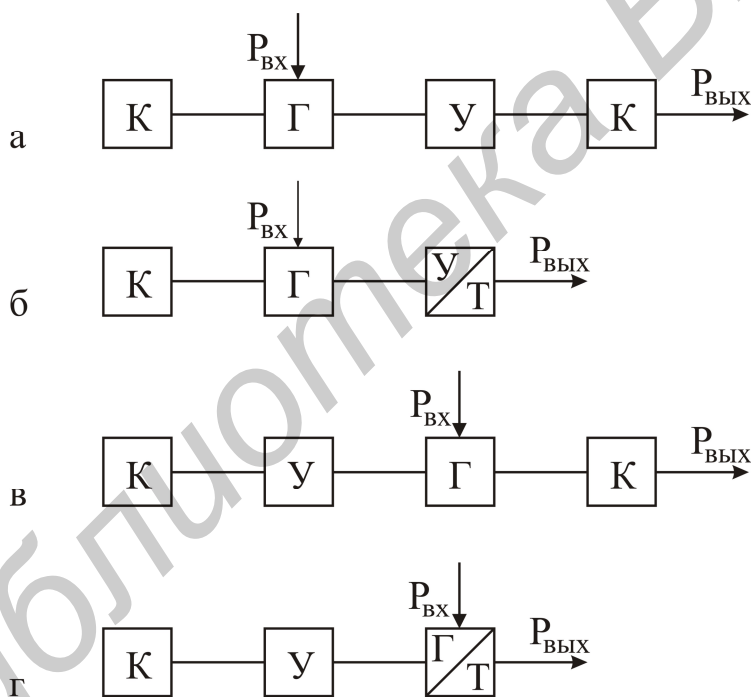 Pвх
К Г У К Pвых
а
Pвх
К Г У Т Pвых
б
Pвх
К У Г К Pвых
в
Pвх
К У Г Т Pвых
г